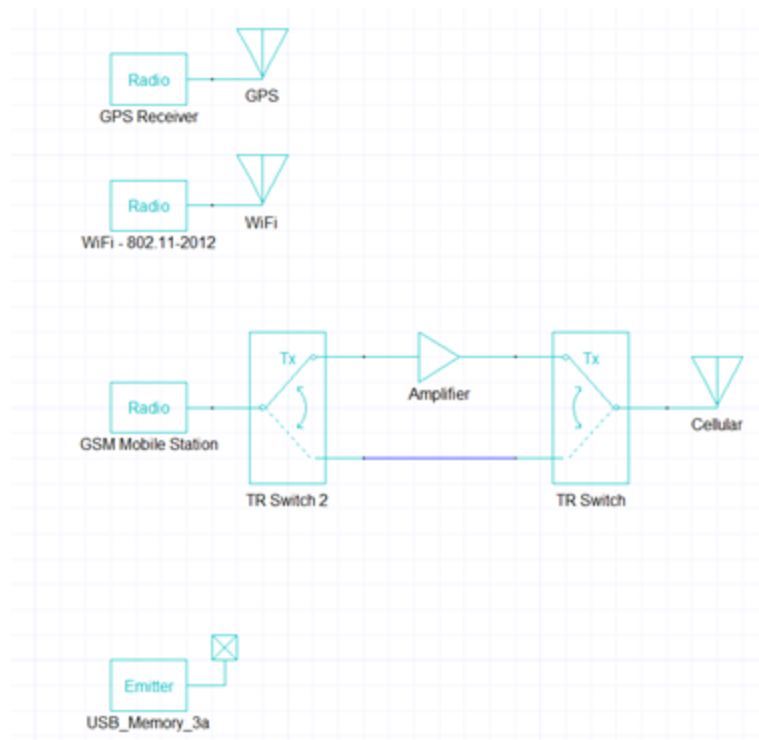 Radio
GPS
GPS Receiver
Radio
WiFi
WiFi - 802.11-2012
Tx
Tx
Amplifier
Radio
Cellular
GSM Mobile Station
TR Switch 2
TR Switch
Emitter
USB_Memory_3a